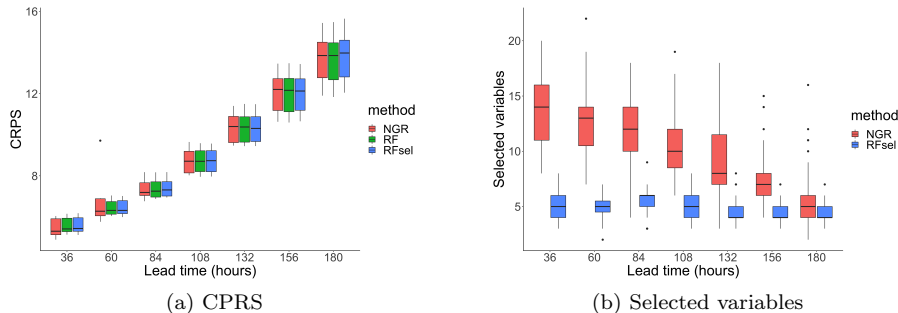 16
12
8
CRPS
36 60 84 108 132 156 180
Lead time (hours)
method
NGR
RF
RFsel
(a) CPRS
20
15
10
5
Selected variables
36 60 84 108 132 156 180
Lead time (hours)
method
NGR
RFsel
(b) Selected variables